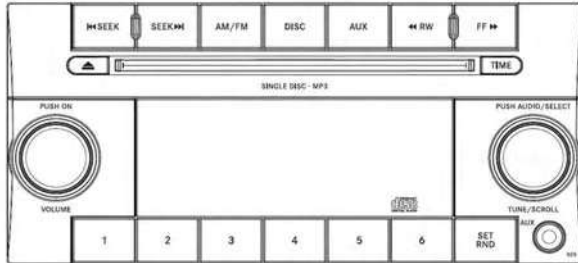 SEEK
SEEK
AM/FM
DISC
AUX
RW
FF
TIME
SINGLE DISC - MP3
PUSH ON
PUSH AUDIO/SELECT
VOLUME
TUNE/SCROLL
AUX
1
2
3
4
5
6
SET
RND